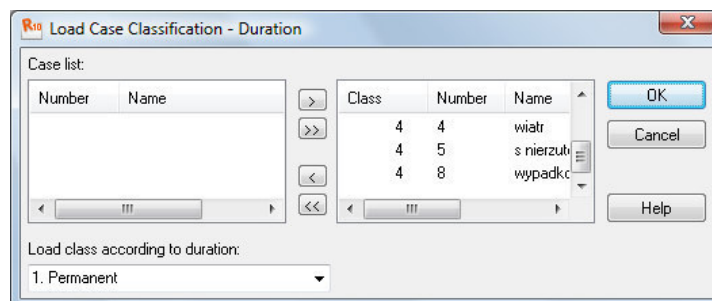 R10 Load Case Classification - Duration
Case list:
Number Name
Class Number Name
4 4 wiatr
4 5 s nierzut
4 8 wypadko
> >> < <<
OK
Cancel
Help
Load class according to duration:
1. Permanent